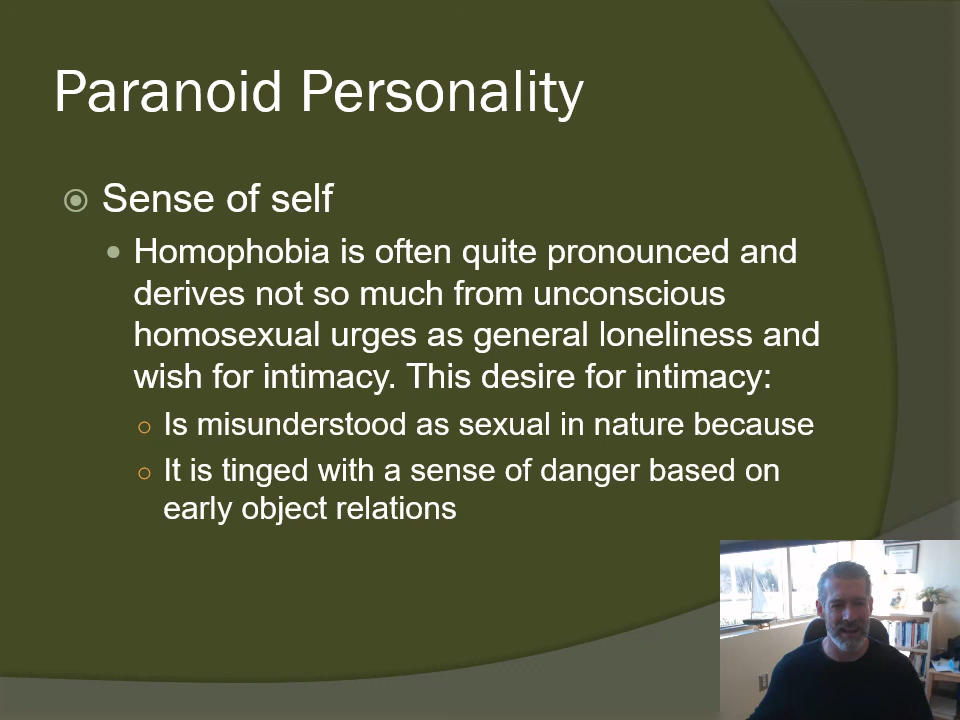 Paranoid Personality
Sense of self
Homophobia is often quite pronounced and
derives not so much from unconscious
homosexual urges as general loneliness and
wish for intimacy. This desire for intimacy:
Is misunderstood as sexual in nature because
It is tinged with a sense of danger based on
early object relations